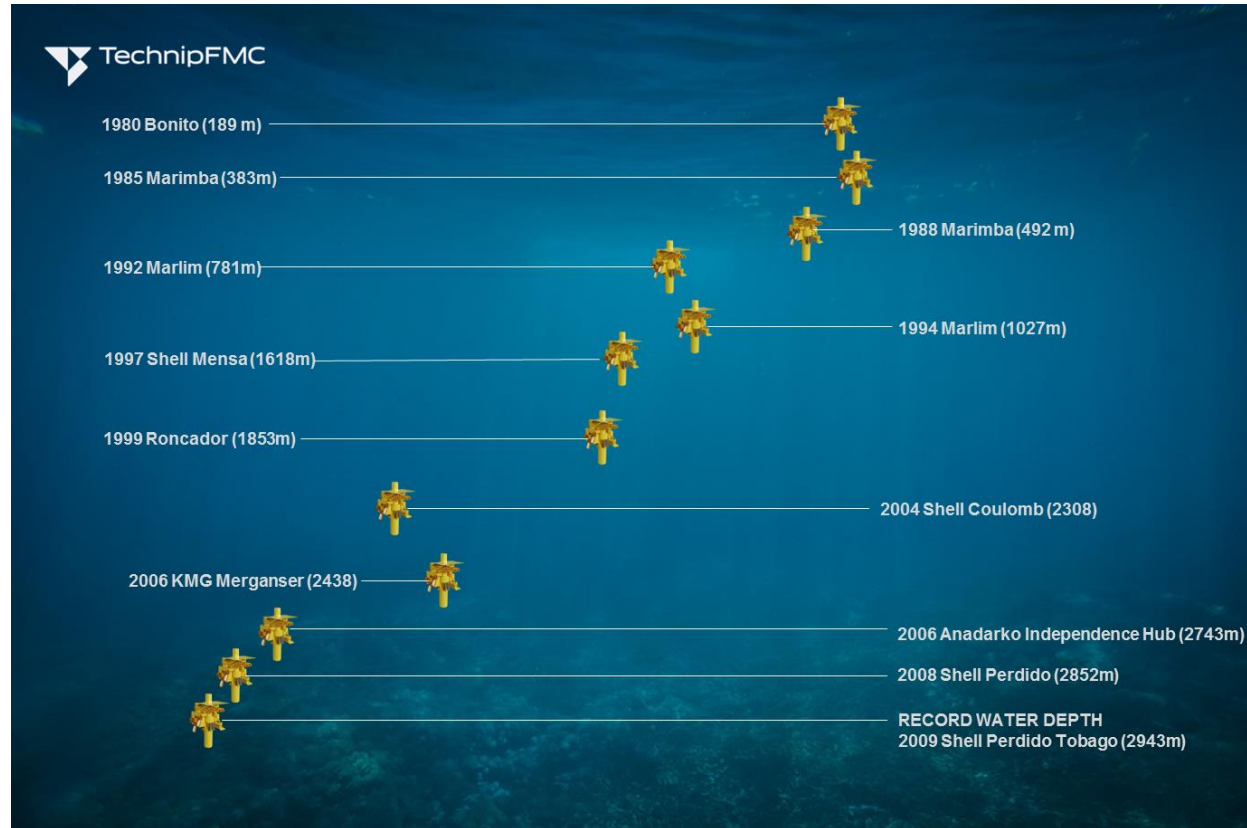 TechnipFMC
1980 Bonito (189 m)
1985 Marimba (383m)
1988 Marimba (492 m)
1992 Marlim (781m)
1994 Marlim (1027m)
1997 Shell Mensa (1618m)
1999 Roncador (1853m)
2004 Shell Coulomb (2308)
2006 KMG Merganser (2438)
2006 Anadarko Independence Hub (2743m)
2008 Shell Perdido (2852m)
RECORD WATER DEPTH
2009 Shell Perdido Tobago (2943m)